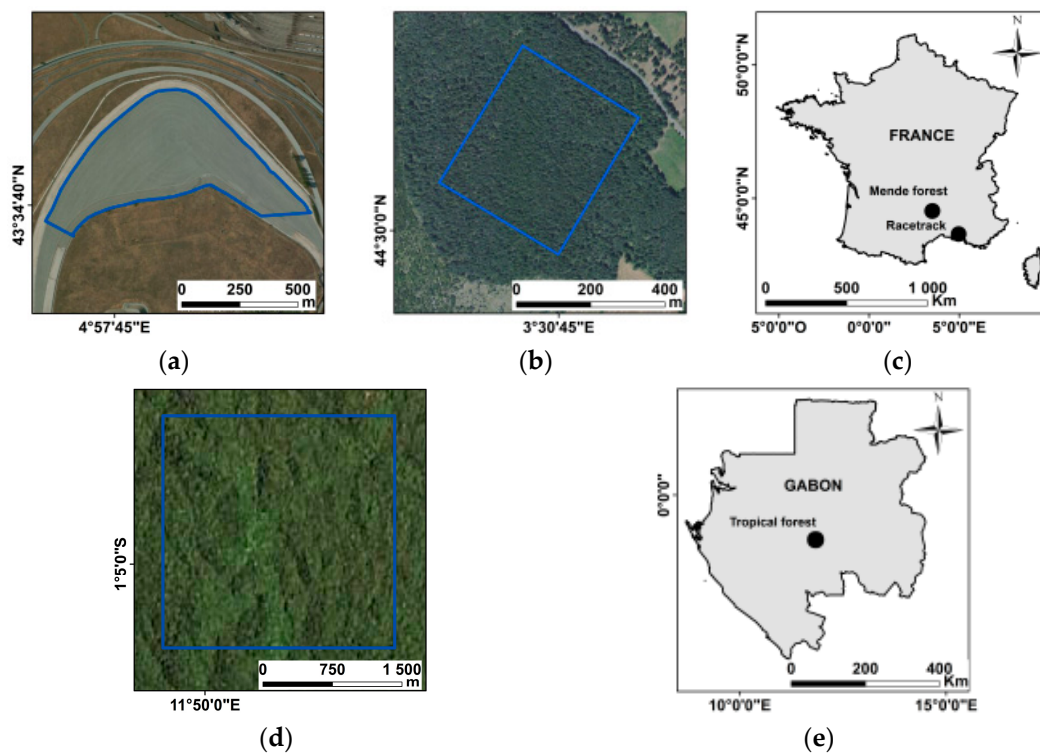 43°34'40"N
0 250 500
m
4°57'45"E
(a)
44°30'0"N
0 200 400
m
3°30'45"E
(b)
N
50°0'0"N
45°0'0"N
FRANCE
Mende forest
Racetrack
0 500 1 000
Km
5°0'0"O 0°0'0" 5°0'0"E
(c)
1°5'0"S
0 750 1 500
m
11°50'0"E
(d)
N
0°0'0"
GABON
Tropical forest
0 200 400
Km
10°0'0"E 15°0'0"E
(e)